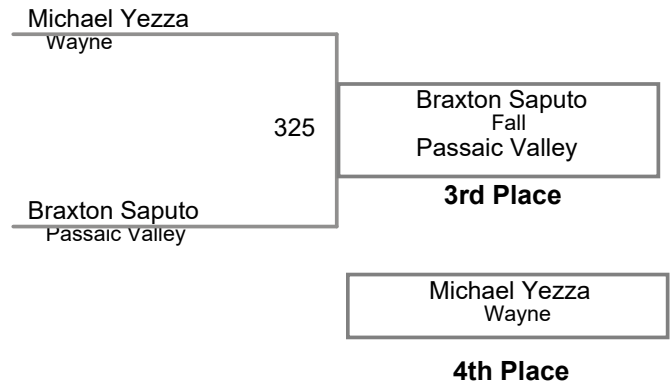 Michael Yezza
Wayne
325
Braxton Saputo
Fall
Passaic Valley
3rd Place
Braxton Saputo
Passaic Valley
Michael Yezza
Wayne
4th Place